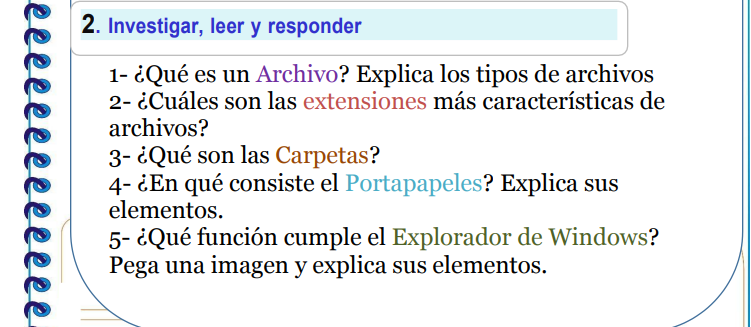 2. Investigar, leer y responder
1- ¿Qué es un Archivo? Explica los tipos de archivos
2- ¿Cuáles son las extensiones más características de
archivos?
3- ¿Qué son las Carpetas?
4- ¿En qué consiste el Portapapeles? Explica sus
elementos.
5- ¿Qué función cumple el Explorador de Windows?
Pega una imagen y explica sus elementos.